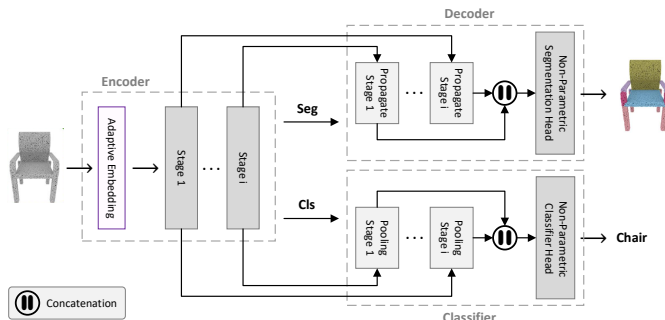 Decoder
Encoder
Adaptive Embedding
Stage 1
...
Stage i
Seg
Propagate
Stage 1
...
Propagate
Stage i
Non-Parametric
Segmentation Head
Cls
Pooling
Stage 1
...
Pooling
Stage i
Non-Parametric
Classifier Head
Chair
Concatenation
Classifier